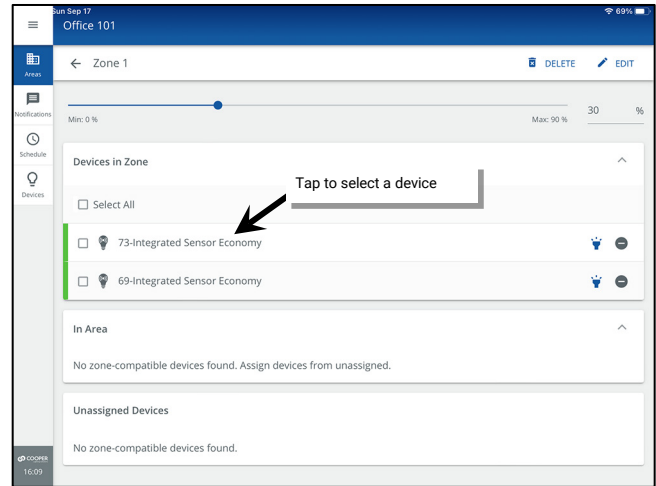 Sun Sep 17
69%
Office 101
Areas
Notifications
Schedule
Devices
Zone 1
DELETE
EDIT
30 %
Min: 0 %
Max: 90 %
Devices in Zone
Tap to select a device
Select All
73-Integrated Sensor Economy
69-Integrated Sensor Economy
In Area
No zone-compatible devices found. Assign devices from unassigned.
Unassigned Devices
No zone-compatible devices found.
COOPER
16:09